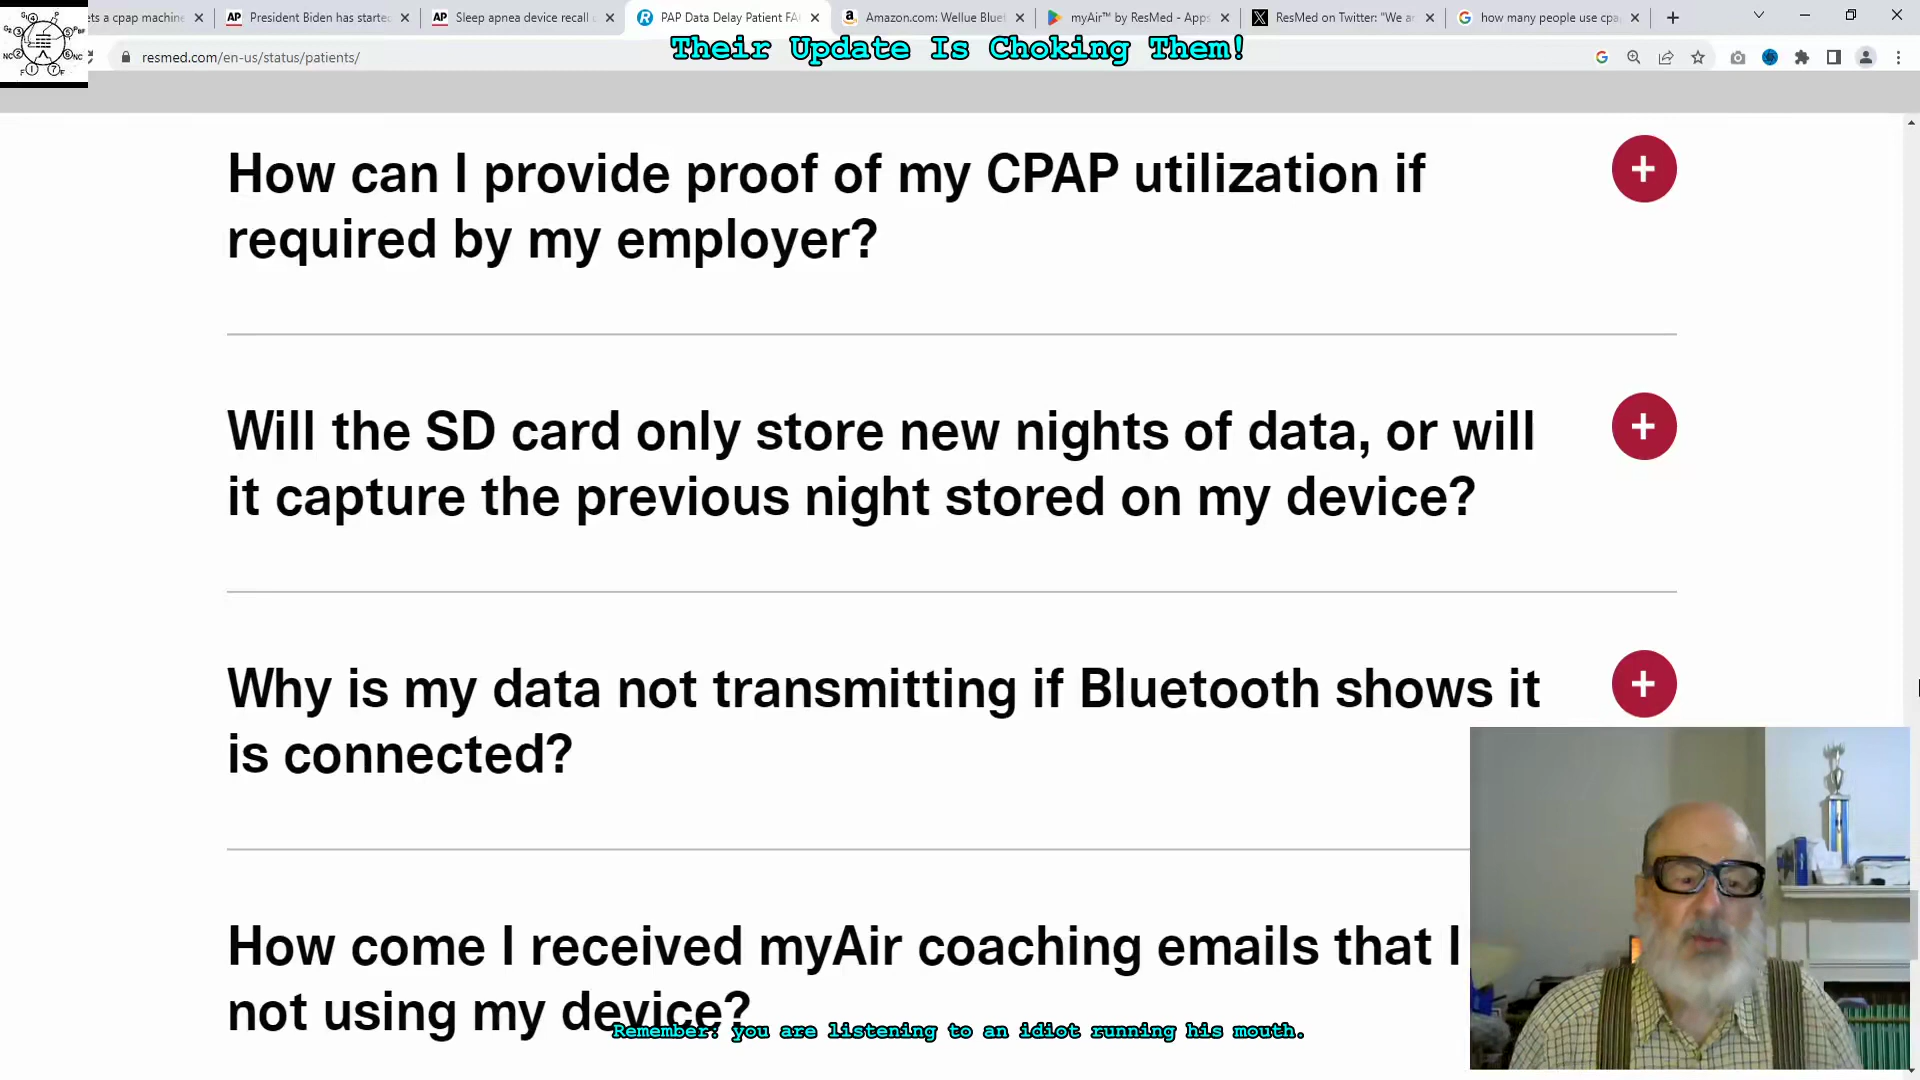 ets a cpap machine
President Biden has starte
Sleep apnea device recall
PAP Data Delay Patient FA
Amazon.com: Wellue Blue
myAir™ by ResMed - Apps
ResMed on Twitter: "We a
how many people use cpa
Their Update Is Choking Them!
resmed.com/en-us/status/patients/
How can I provide proof of my CPAP utilization if
required by my employer?
Will the SD card only store new nights of data, or will
it capture the previous night stored on my device?
Why is my data not transmitting if Bluetooth shows it
is connected?
How come I received myAir coaching emails that I
not using my device?
Remember: you are listening to an idiot running his mouth.